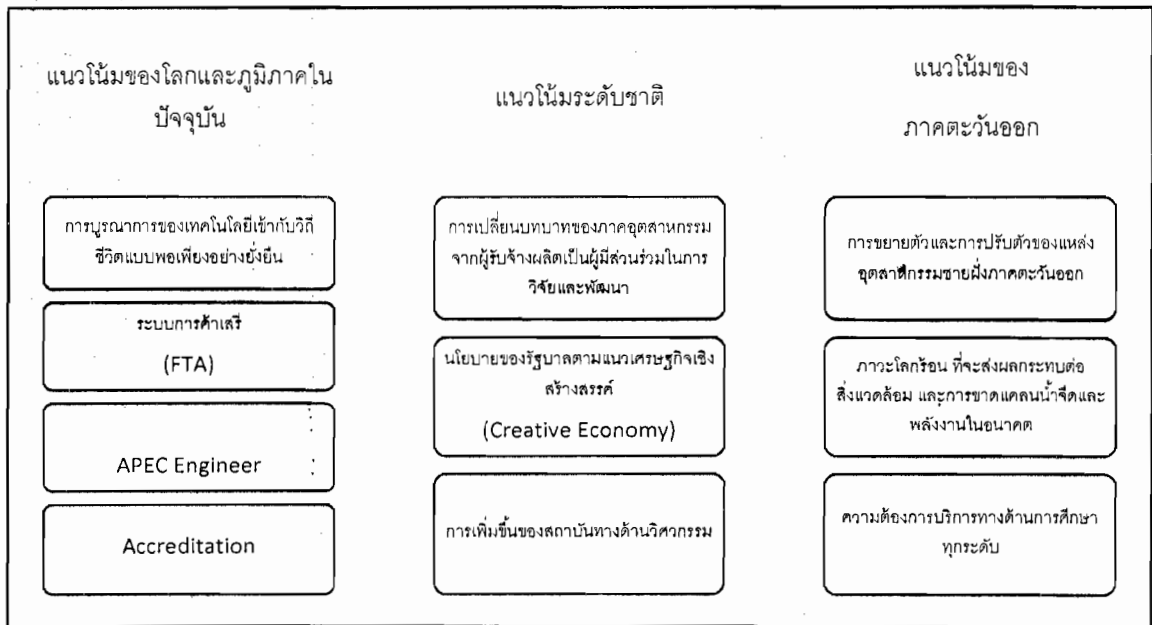 แนวโน้มของโลกและภูมิภาคใน
ปัจจุบัน
การบูรณาการของเทคโนโลยีเข้ากับวิถี
ชีวิตแบบพอเพียงอย่างยั่งยืน
ระบบการค้าเสรี
(FTA)
APEC Engineer
Accreditation
แนวโน้มระดับชาติ
การเปลี่ยนบทบาทของภาคอุตสาหกรรม
จากผู้รับจ้างผลิตเป็นผู้มีส่วนร่วมในการ
วิจัยและพัฒนา
นโยบายของรัฐบาลตามแนวเศรษฐกิจเชิง
สร้างสรรค์
(Creative Economy)
การเพิ่มขึ้นของสถาบันทางด้านวิศวกรรม
แนวโน้มของ
ภาคตะวันออก
การขยายตัวและการปรับตัวของแหล่ง
อุตสาหกรรมชายฝั่งภาคตะวันออก
ภาวะโลกร้อน ที่จะส่งผลกระทบต่อ
สิ่งแวดล้อม และการขาดแคลนน้ำจืดและ
พลังงานในอนาคต
ความต้องการบริการทางด้านการศึกษา
ทุกระดับ